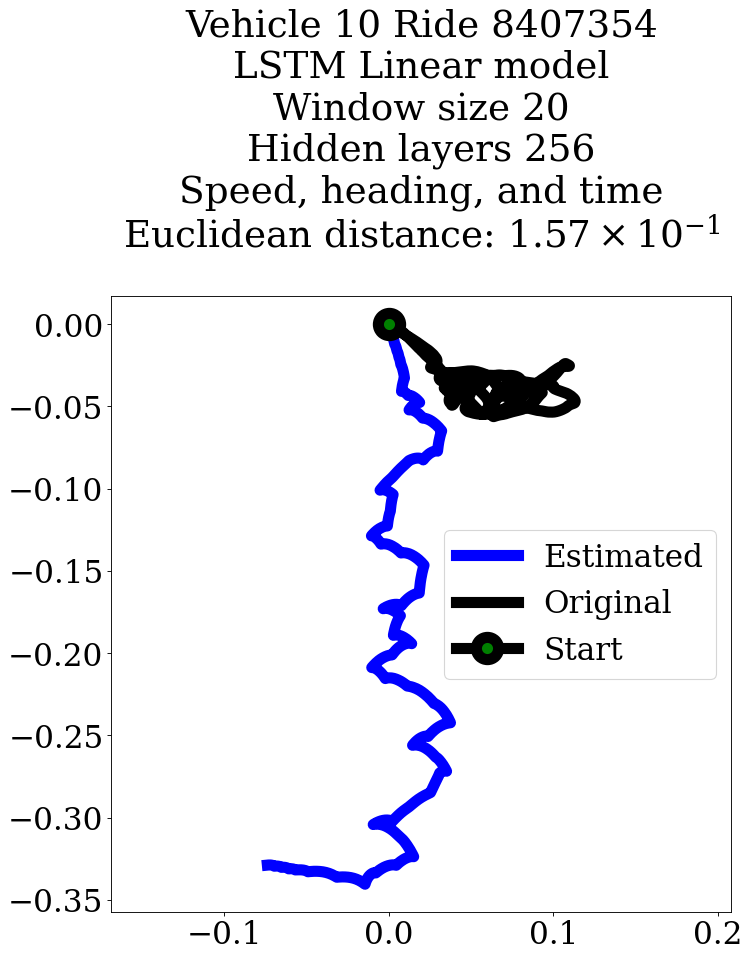 Vehicle 10 Ride 8407354
LSTM Linear model
Window size 20
Hidden layers 256
Speed, heading, and time
Euclidean distance: 1.57 × 10⁻¹
0.00
−0.05
−0.10
−0.15
−0.20
−0.25
−0.30
−0.35
Estimated
Original
Start
−0.1 0.0 0.1 0.2